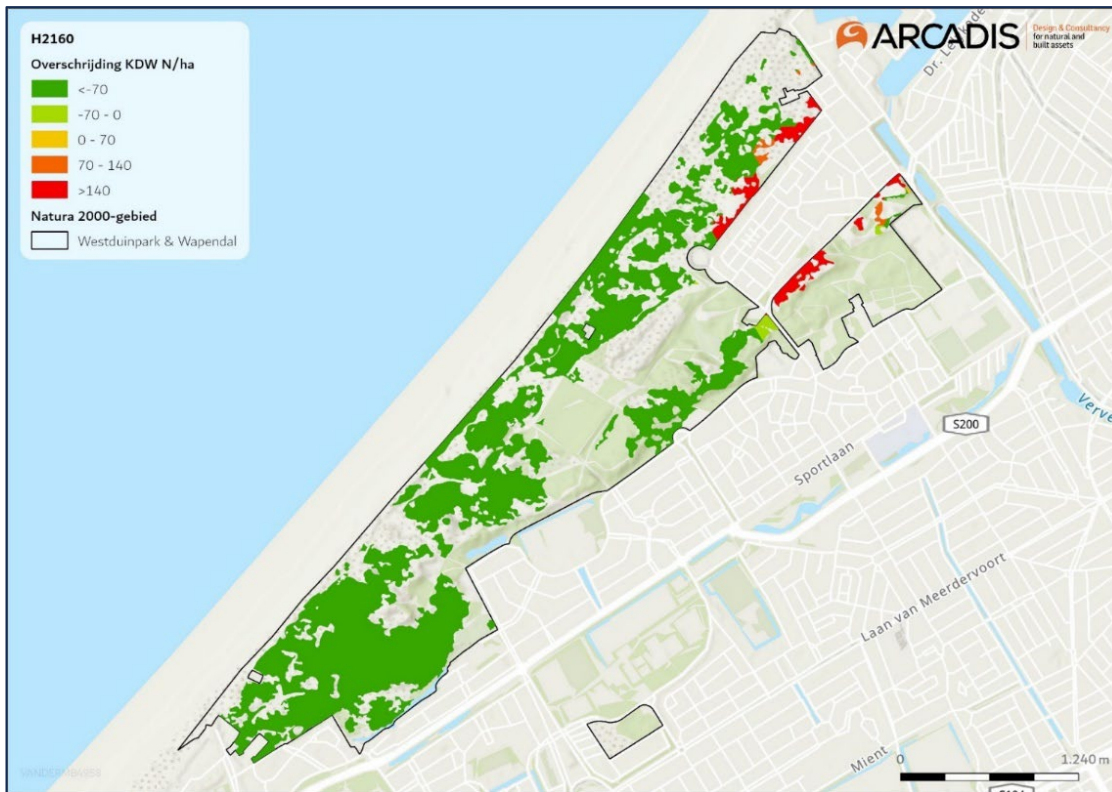 H2160
Overschrijding KDW N/ha
<-70
-70 - 0
0 - 70
70 - 140
>140
Natura 2000-gebied
Westduinpark & Wapendal
ARCADIS
Design & Consultancy
for natural and
built assets
S200
Sportlaan
Laan van Meerdervoort
Mient
0
1.240 m